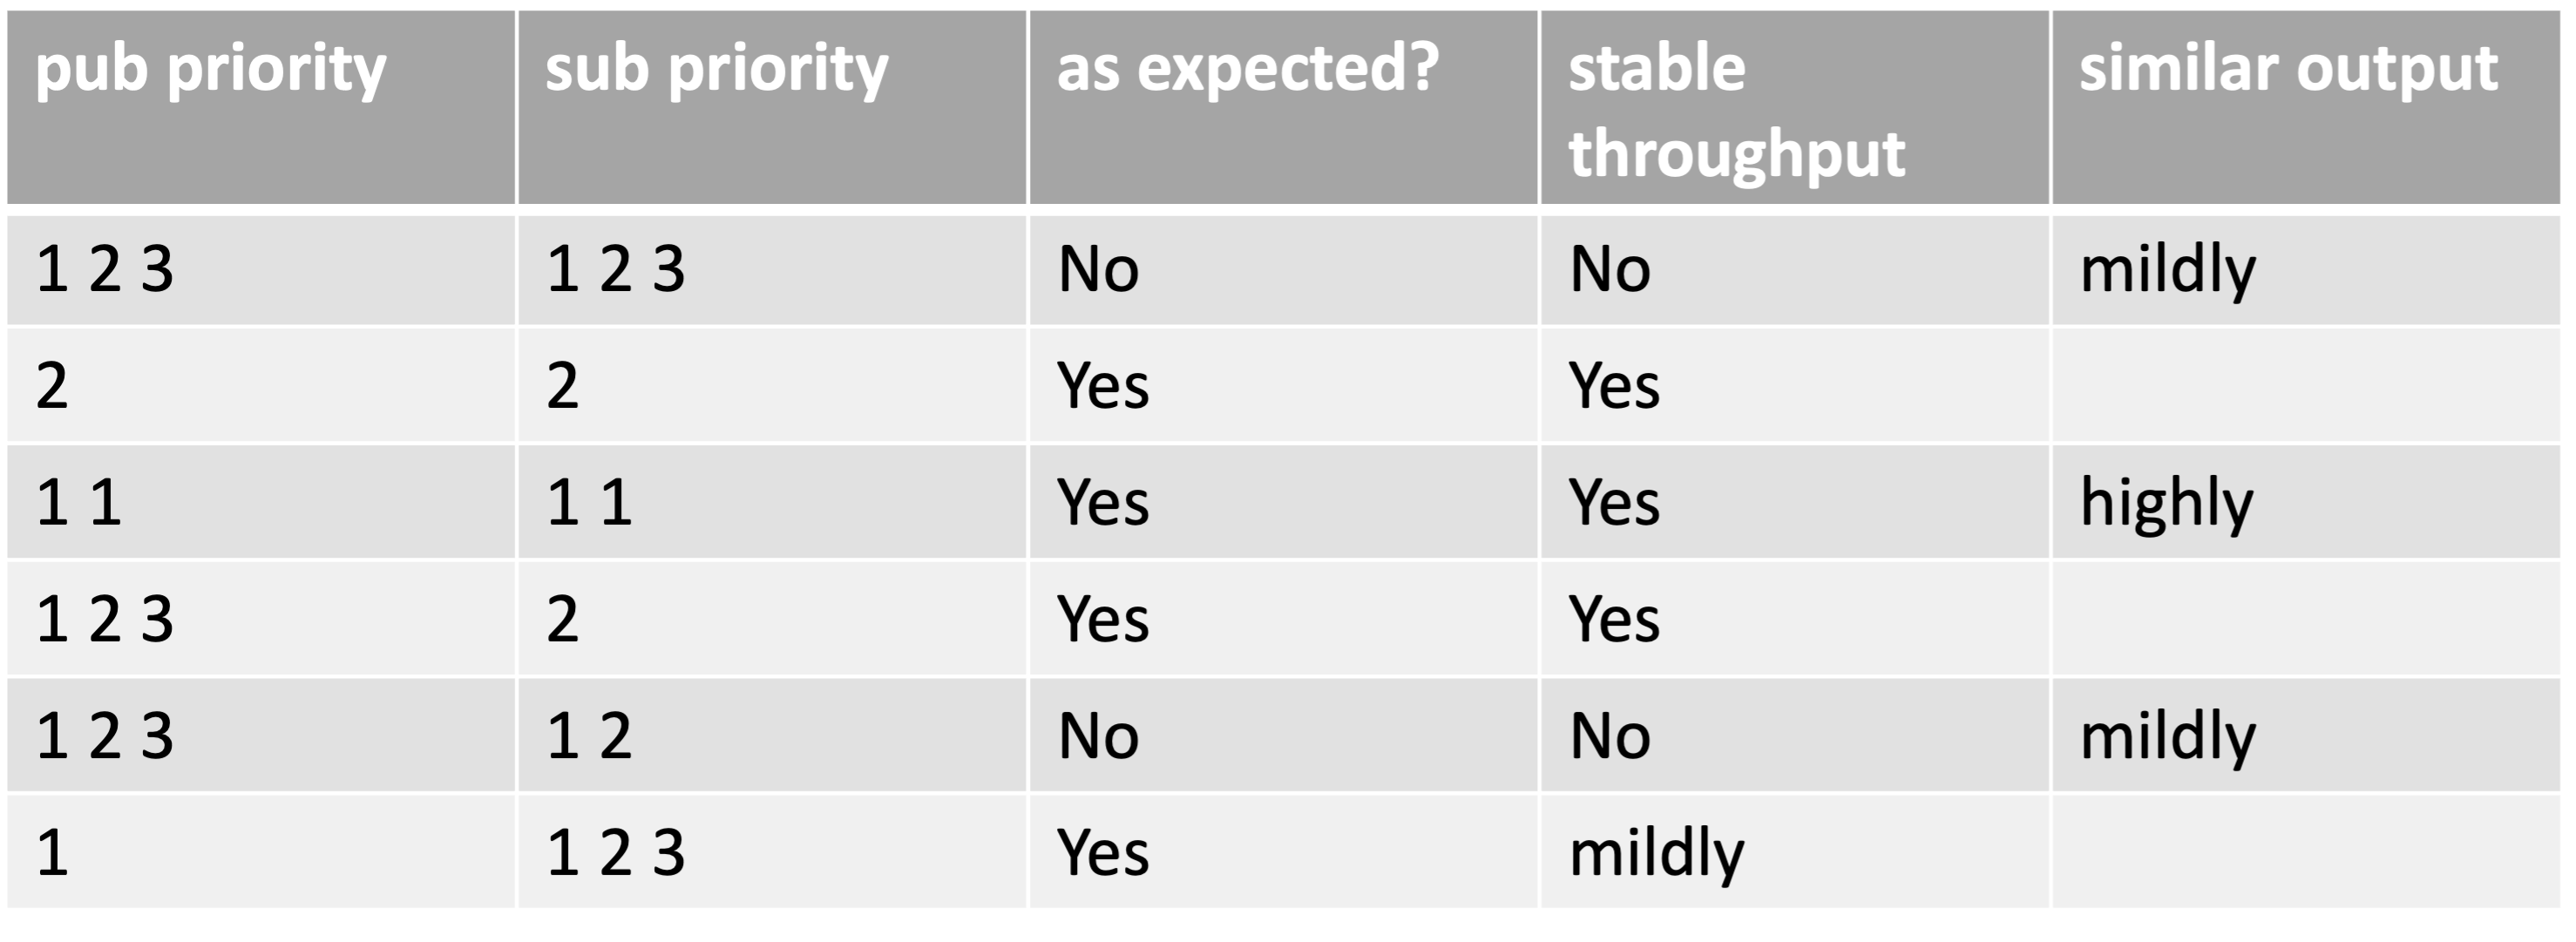 pub priority sub priority as expected? stable throughput similar output
1 2 3 1 2 3 No No mildly
2 2 Yes Yes
1 1 1 1 Yes Yes highly
1 2 3 2 Yes Yes
1 2 3 1 2 No No mildly
1 1 2 3 Yes mildly